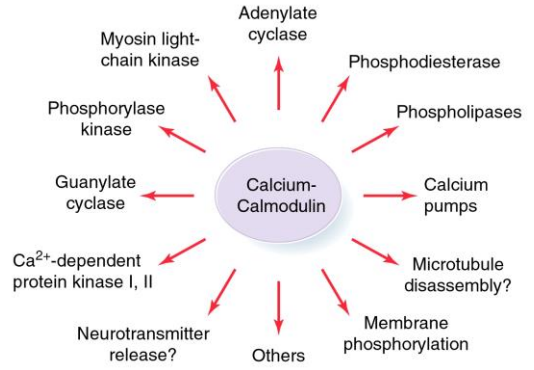 Adenylate
cyclase
Myosin light-
chain kinase
Phosphodiesterase
Phosphorylase
kinase
Phospholipases
Guanylate
cyclase
Calcium-
Calmodulin
Calcium
pumps
Ca²⁺-dependent
protein kinase I, II
Microtubule
disassembly?
Neurotransmitter
release?
Others
Membrane
phosphorylation